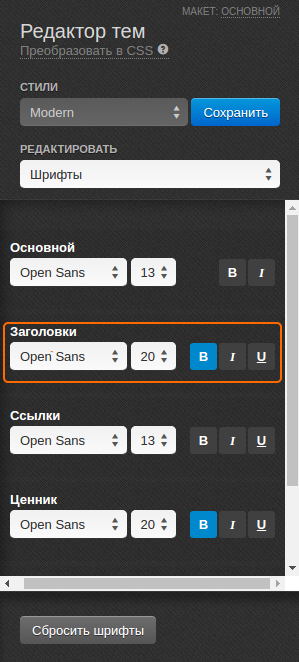 МАКЕТ: ОСНОВНОЙ
Редактор тем
Преобразовать в CSS ?
СТИЛИ
Modern Сохранить
РЕДАКТИРОВАТЬ
Шрифты
Основной
Open Sans 13 B I
Заголовки
Open Sans 20 B I U
Ссылки
Open Sans 13 B I U
Ценник
Open Sans 20 B I U
Сбросить шрифты